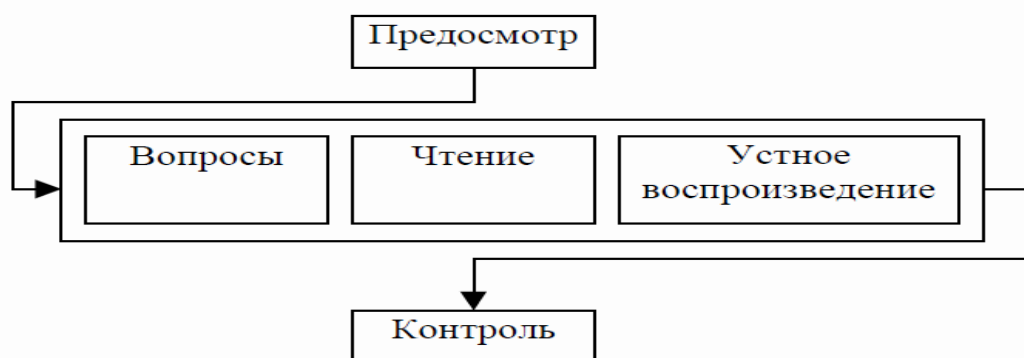 Предосмотр
Вопросы
Чтение
Устное
воспроизведение
Контроль